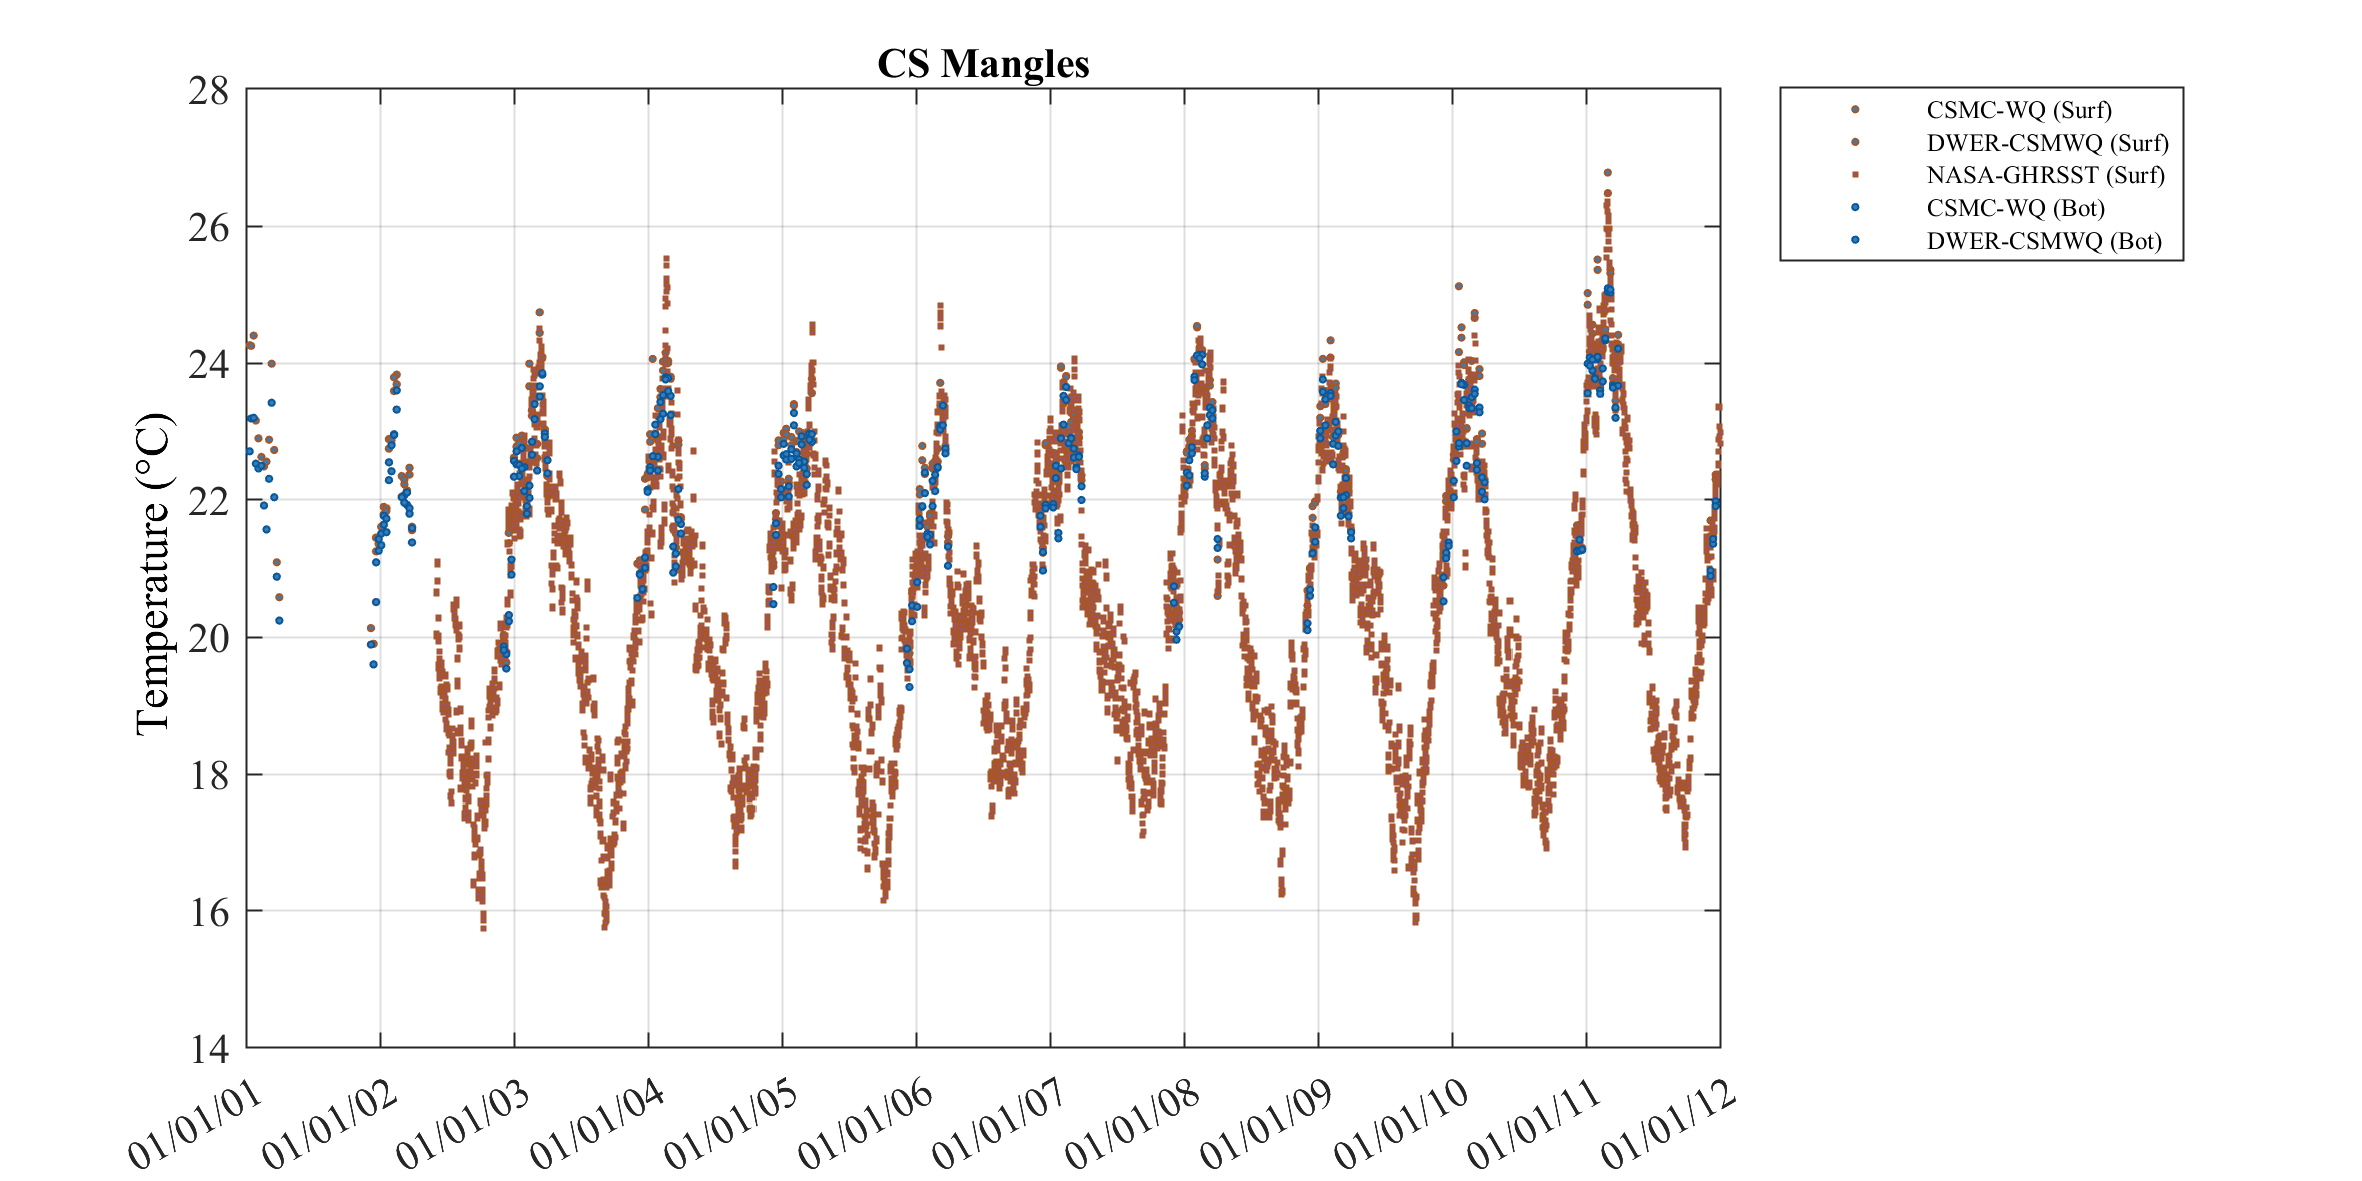 CS Mangles
28
26
24
22
20
18
16
14
Temperature (°C)
01/01/01
01/01/02
01/01/03
01/01/04
01/01/05
01/01/06
01/01/07
01/01/08
01/01/09
01/01/10
01/01/11
01/01/12
CSMC-WQ (Surf)
DWER-CSMWQ (Surf)
NASA-GHRSST (Surf)
CSMC-WQ (Bot)
DWER-CSMWQ (Bot)